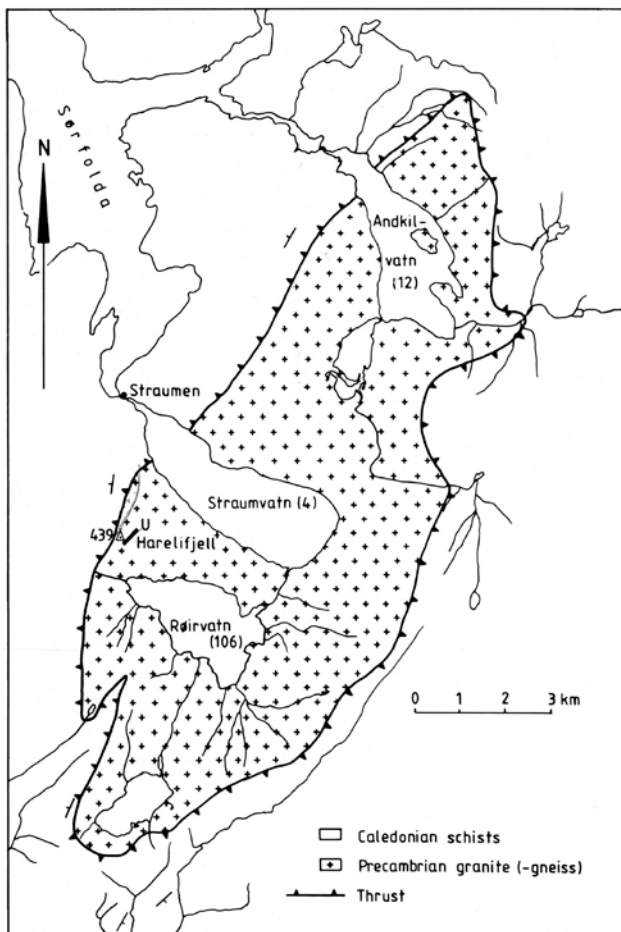 Sørfolda
N
Andkil-
vatn
(12)
Straumen
Straumvatn (4)
U
439
Harelifjell
Røirvatn
(106)
0 1 2 3 km
Caledonian schists
Precambrian granite (-gneiss)
Thrust